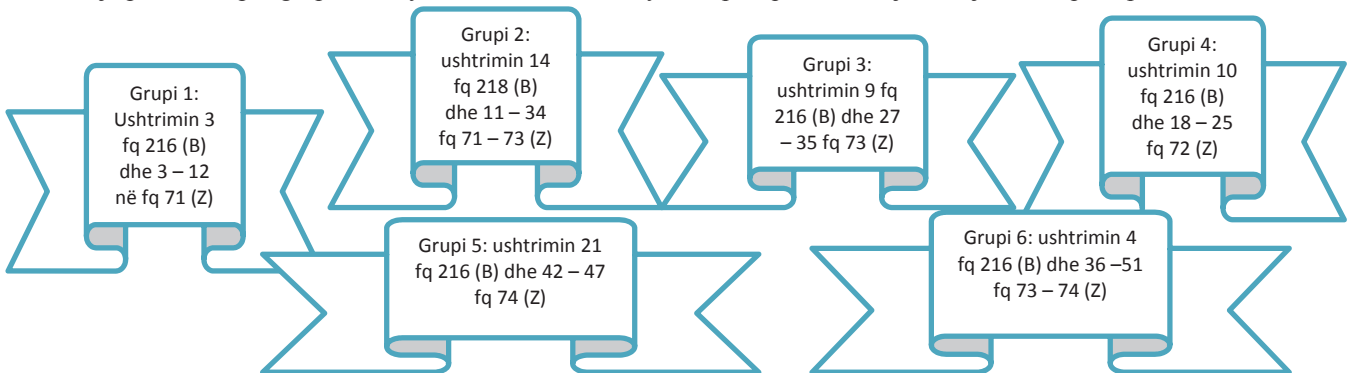 Grupi 1:
Ushtrimin 3
fq 216 (B)
dhe 3 – 12
në fq 71 (Z)
Grupi 2:
ushtrimin 14
fq 218 (B)
dhe 11 – 34
fq 71 – 73 (Z)
Grupi 3:
ushtrimin 9 fq
216 (B) dhe 27
– 35 fq 73 (Z)
Grupi 4:
ushtrimin 10
fq 216 (B)
dhe 18 – 25
fq 72 (Z)
Grupi 5: ushtrimin 21
fq 216 (B) dhe 42 – 47
fq 74 (Z)
Grupi 6: ushtrimin 4
fq 216 (B) dhe 36 –51
fq 73 – 74 (Z)